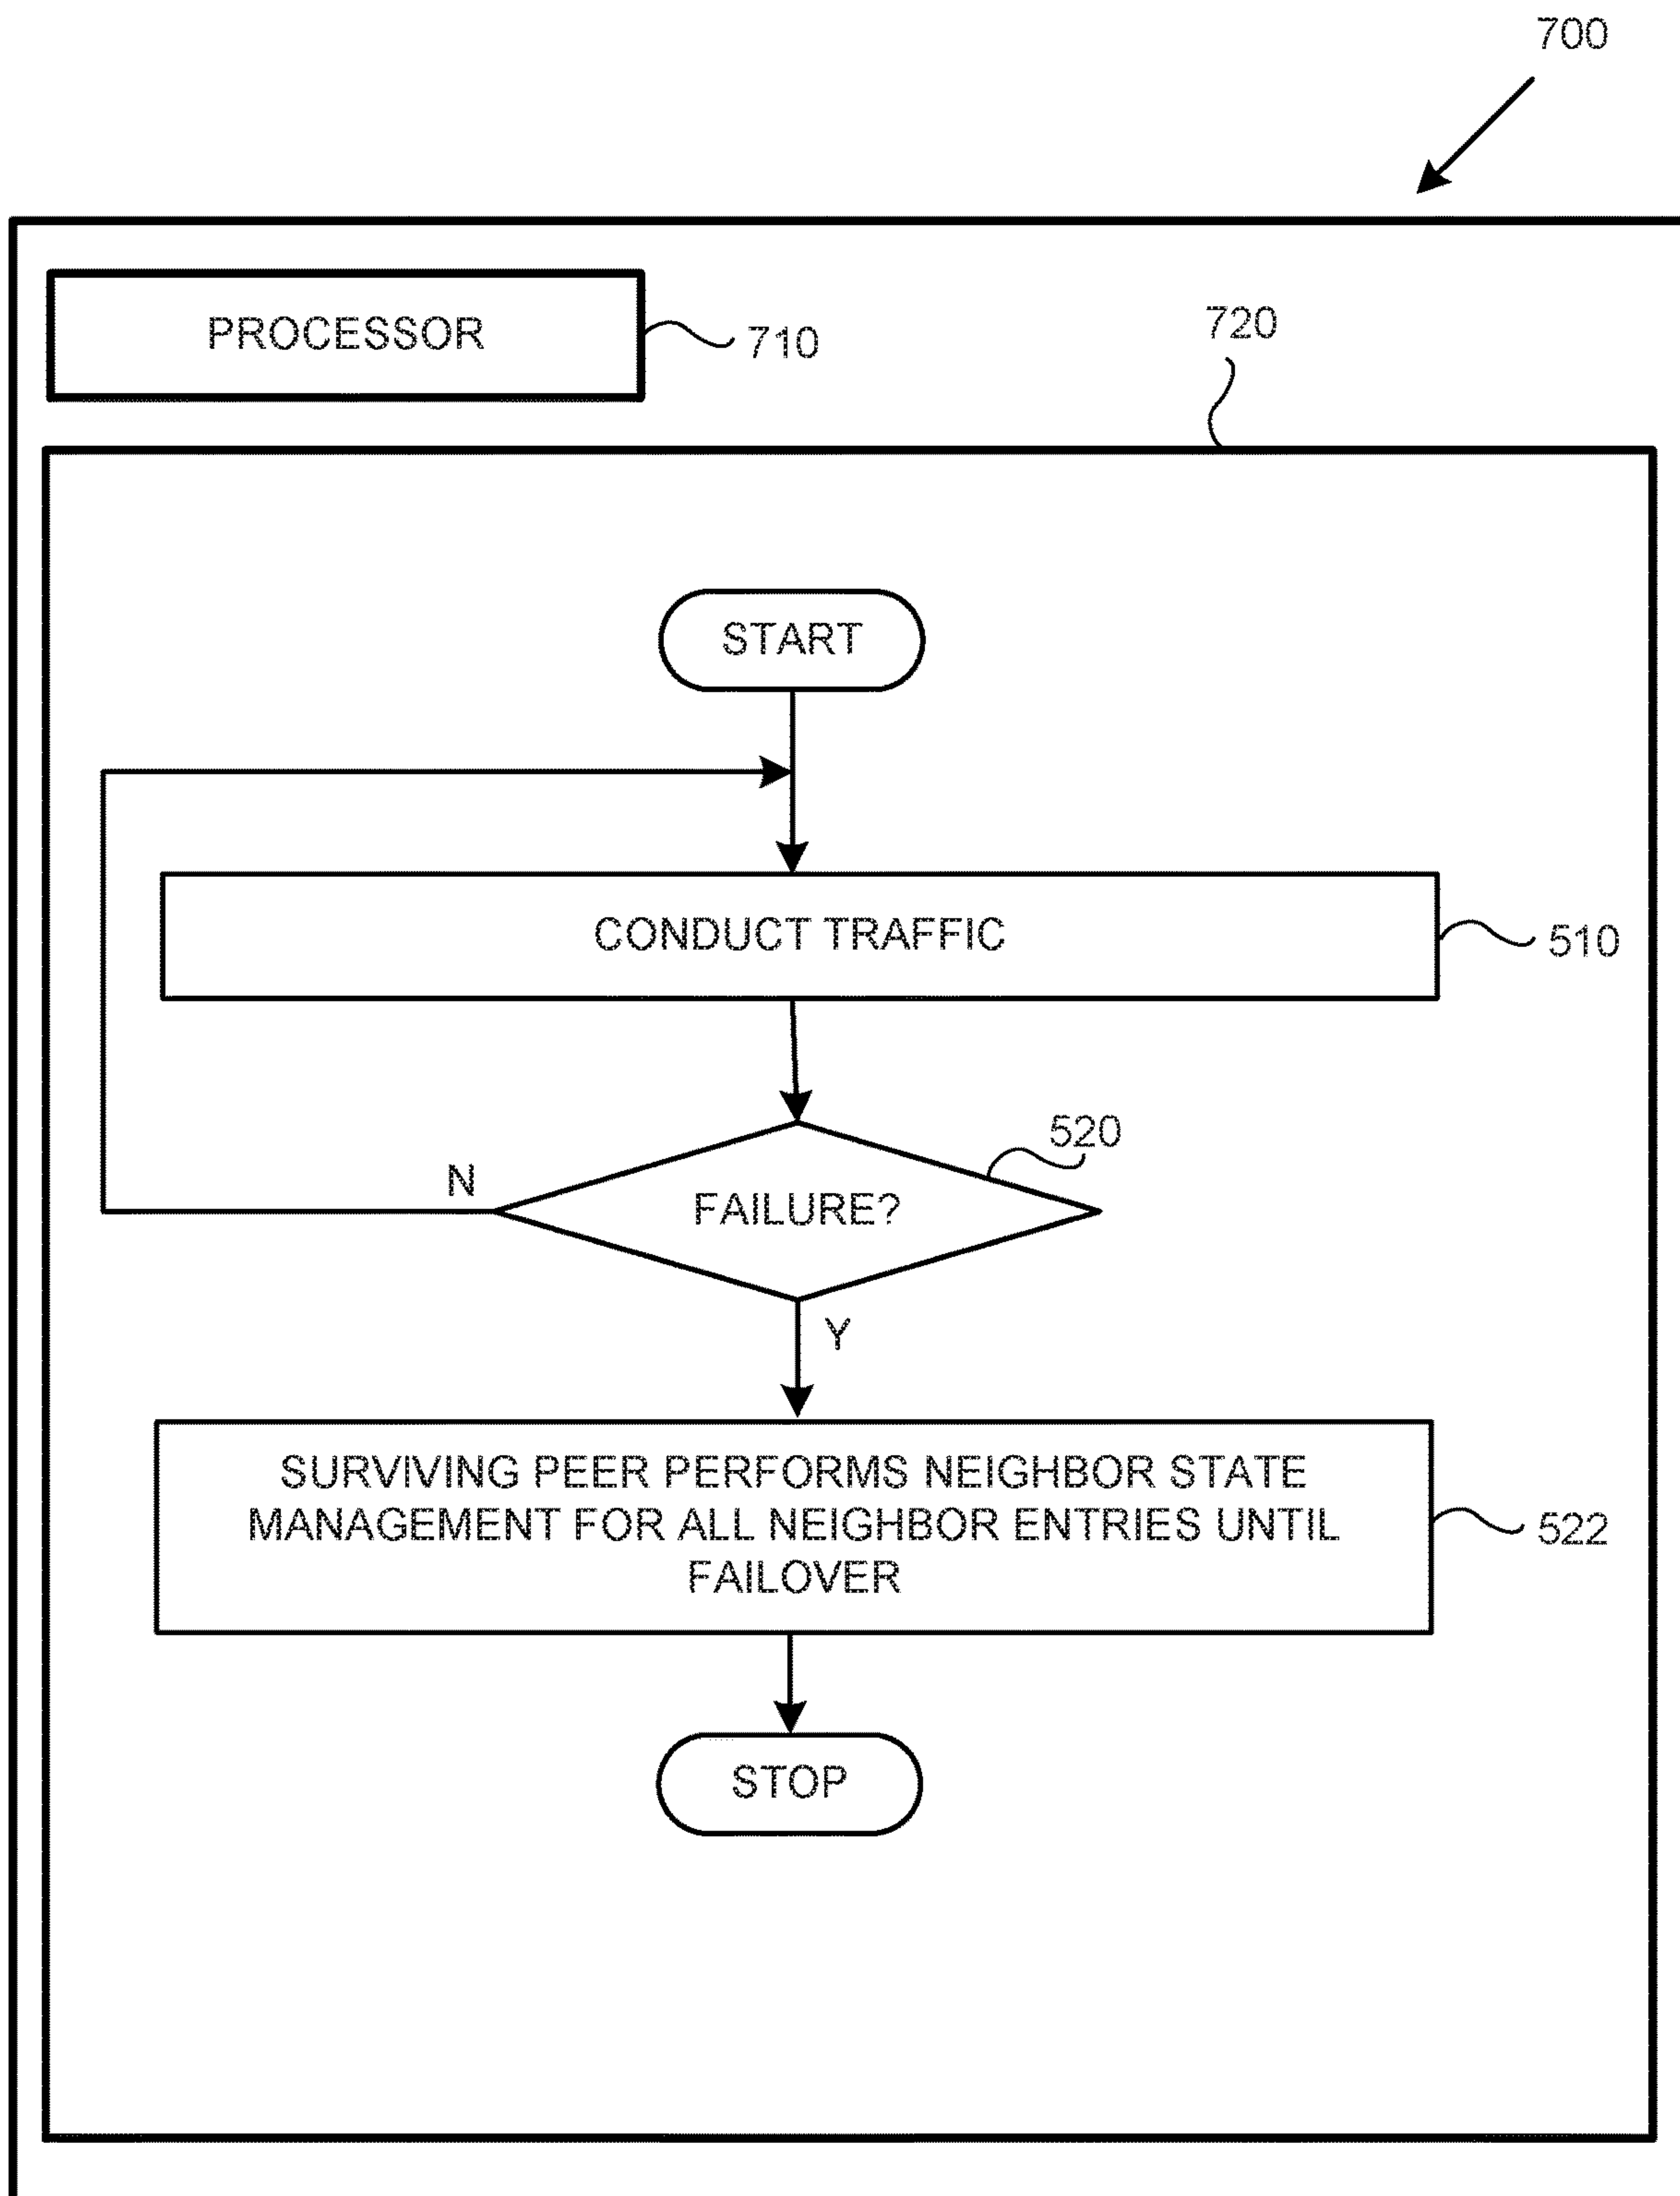 700
PROCESSOR
710
720
START
CONDUCT TRAFFIC
510
520
N
FAILURE?
Y
SURVIVING PEER PERFORMS NEIGHBOR STATE
MANAGEMENT FOR ALL NEIGHBOR ENTRIES UNTIL
FAILOVER
522
STOP